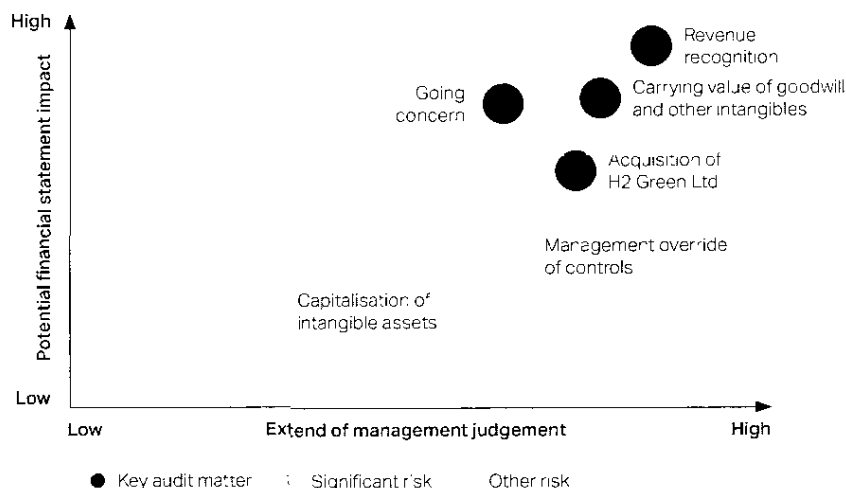 High
Potential financial statement impact
Low
Revenue
recognition
Going
concern
Carrying value of goodwill
and other intangibles
Acquisition of
H2 Green Ltd
Management override
of controls
Capitalisation of
intangible assets
Low
Extend of management judgement
High
Key audit matter
Significant risk
Other risk